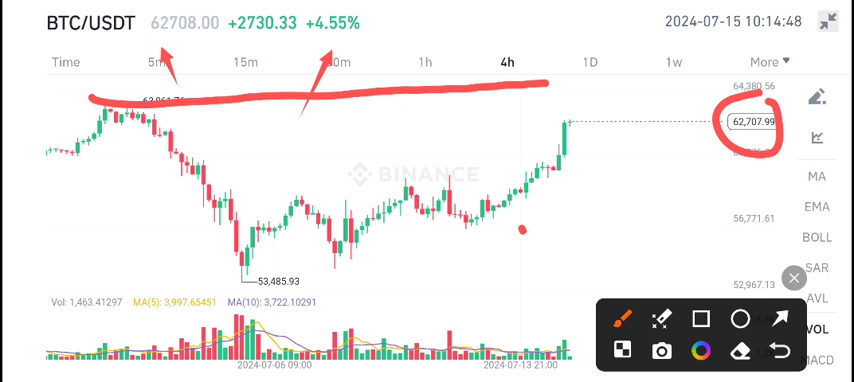 BTC/USDT 62708.00 +2730.33 +4.55% 2024-07-15 10:14:48
Time 5m 15m 1h 4h 1D 1w More
64,380.56
62,707.99
MA
BINANCE
EMA
56,771.61
BOLL
SAR
53,485.93
52,967.13
AVL
Vol: 1,463.41297 MA(5): 3,997.65451 MA(10): 3,722.10291
VOL
MACD
2024-07-06 09:00 2024-07-13 21:00